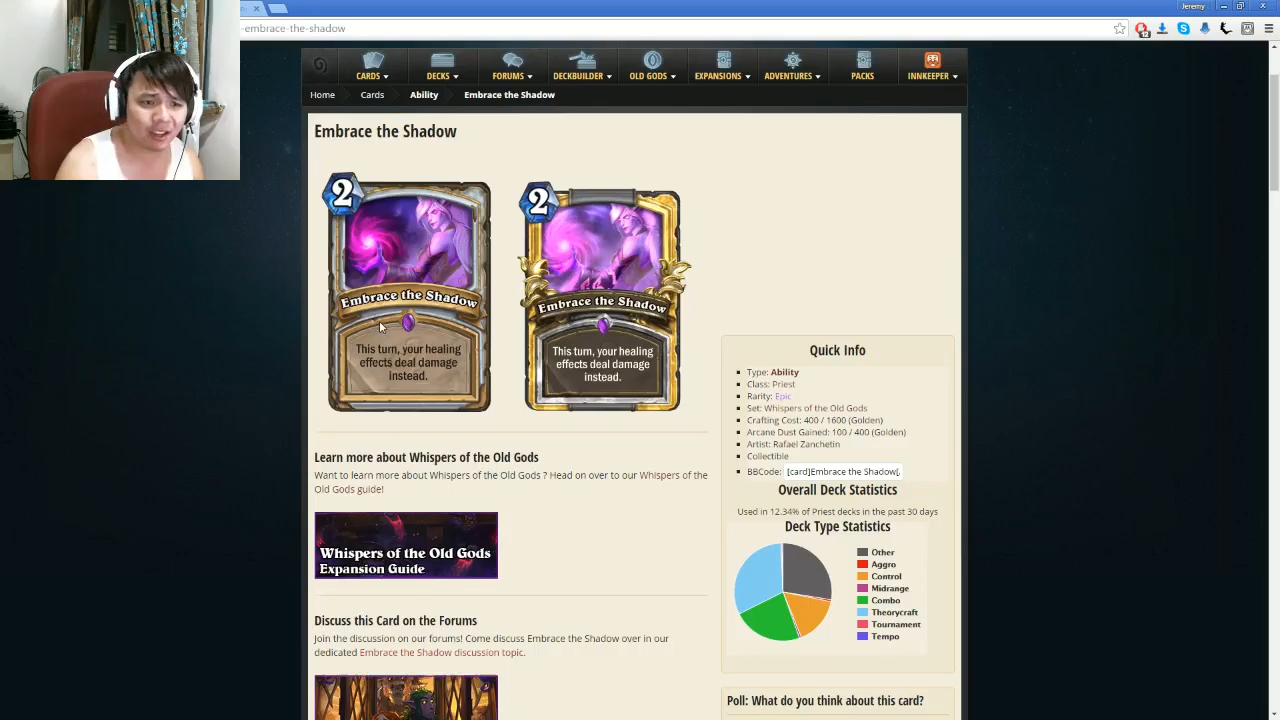 Jeremy
-embrace-the-shadow
12
CARDS
DECKS
FORUMS
DECKBUILDER
OLD GODS
EXPANSIONS
ADVENTURES
PACKS
INNKEEPER
Home
Cards
Ability
Embrace the Shadow
Embrace the Shadow
2
Embrace the Shadow
This turn, your healing
effects deal damage
instead.
2
Embrace the Shadow
This turn, your healing
effects deal damage
instead.
Quick Info
Type: Ability
Class: Priest
Rarity: Epic
Set: Whispers of the Old Gods
Crafting Cost: 400 / 1600 (Golden)
Arcane Dust Gained: 100 / 400 (Golden)
Artist: Rafael Zanchetin
Collectible
BBCode: [card]Embrace the Shadow[
Overall Deck Statistics
Used in 12.34% of Priest decks in the past 30 days
Deck Type Statistics
Other
Aggro
Control
Midrange
Combo
Theorycraft
Tournament
Tempo
Poll: What do you think about this card?
Learn more about Whispers of the Old Gods
Want to learn more about Whispers of the Old Gods ? Head on over to our Whispers of the
Old Gods guide!
Whispers of the Old Gods
Expansion Guide
Discuss this Card on the Forums
Join the discussion on our forums! Come discuss Embrace the Shadow over in our
dedicated Embrace the Shadow discussion topic.